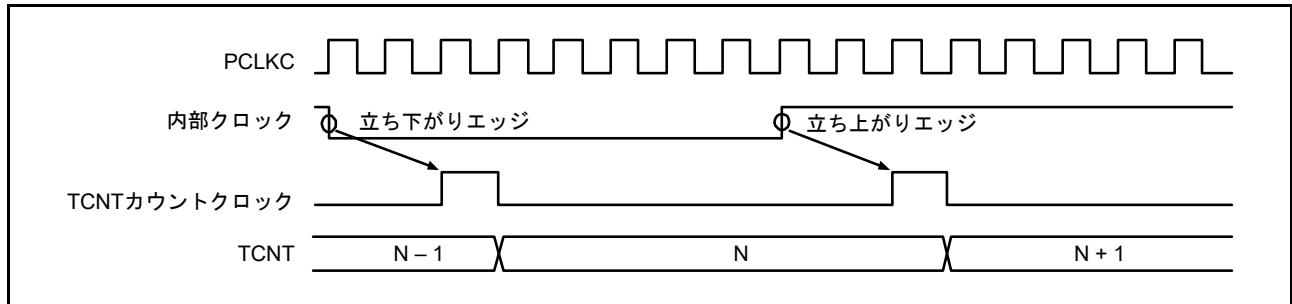 PCLKC
内部クロック
立ち下がりエッジ
立ち上がりエッジ
TCNTカウントクロック
TCNT
N – 1
N
N + 1